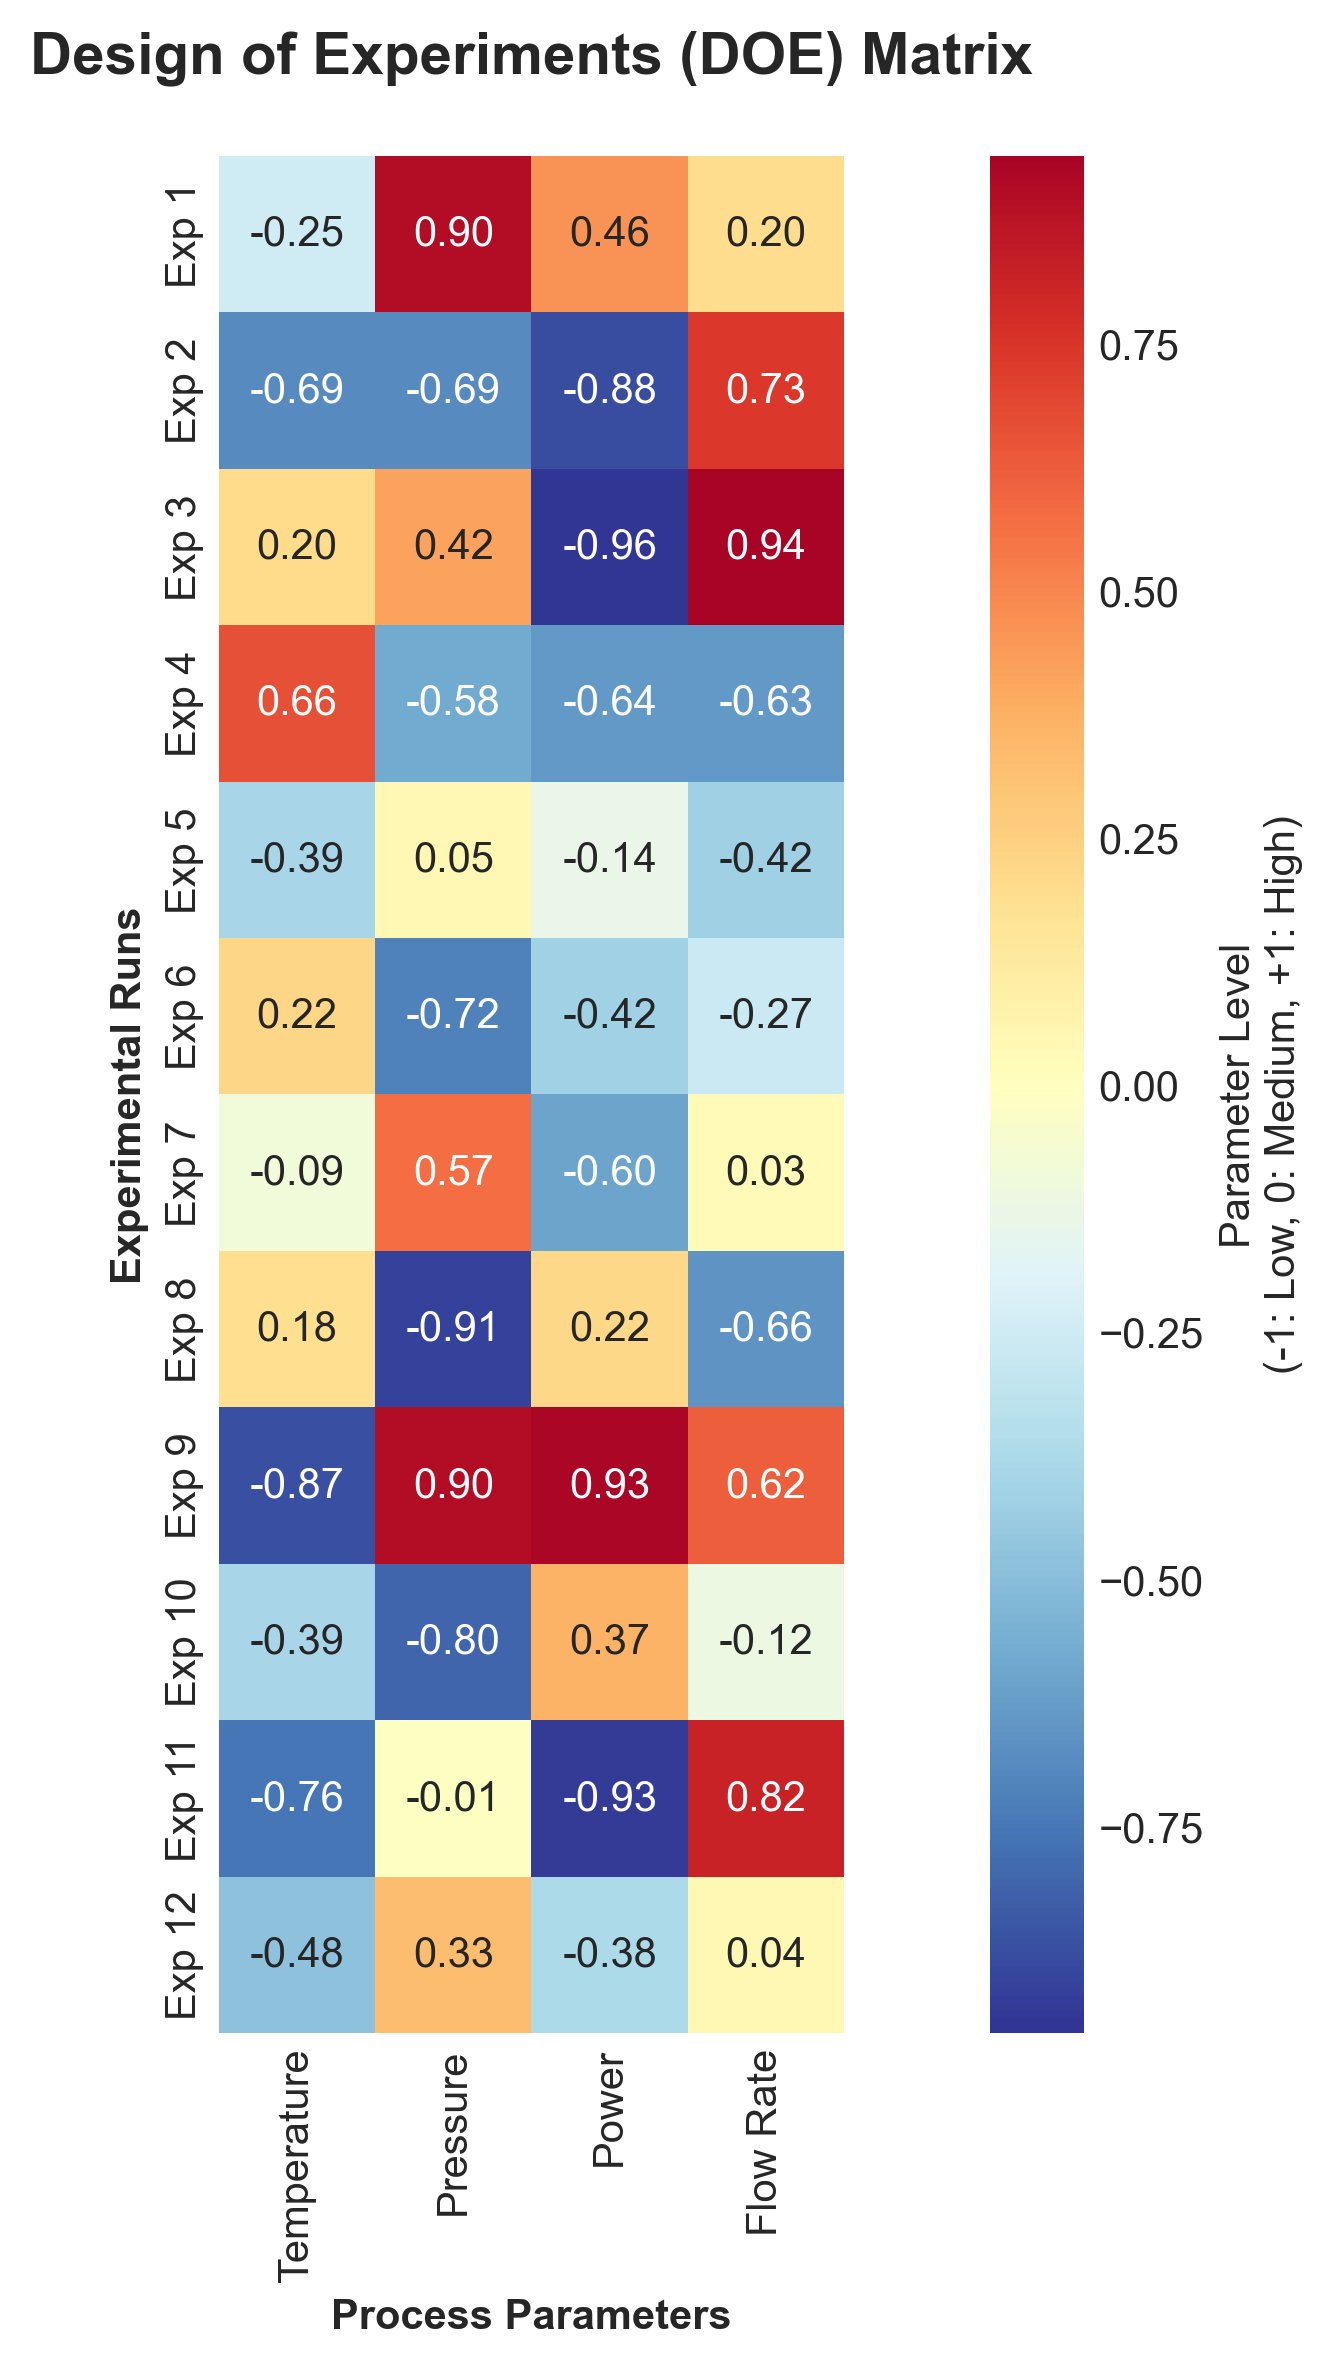 Design of Experiments (DOE) Matrix
Exp 1 -0.25 0.90 0.46 0.20
Exp 2 -0.69 -0.69 -0.88 0.73
Exp 3 0.20 0.42 -0.96 0.94
Exp 4 0.66 -0.58 -0.64 -0.63
Exp 5 -0.39 0.05 -0.14 -0.42
Exp 6 0.22 -0.72 -0.42 -0.27
Exp 7 -0.09 0.57 -0.60 0.03
Exp 8 0.18 -0.91 0.22 -0.66
Exp 9 -0.87 0.90 0.93 0.62
Exp 10 -0.39 -0.80 0.37 -0.12
Exp 11 -0.76 -0.01 -0.93 0.82
Exp 12 -0.48 0.33 -0.38 0.04
Experimental Runs
Temperature
Pressure
Power
Flow Rate
Process Parameters
0.75
0.50
0.25
0.00
−0.25
−0.50
−0.75
Parameter Level
(-1: Low, 0: Medium, +1: High)